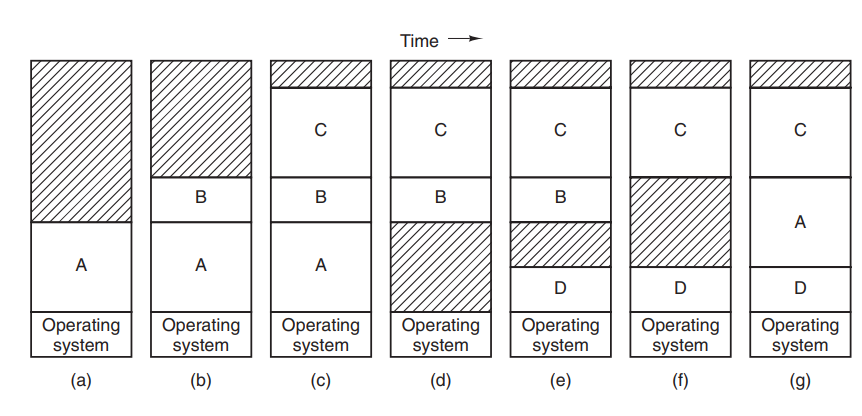 Time
A
Operating
system
(a)
B
A
Operating
system
(b)
C
B
A
Operating
system
(c)
C
B
Operating
system
(d)
C
B
D
Operating
system
(e)
C
D
Operating
system
(f)
C
A
D
Operating
system
(g)